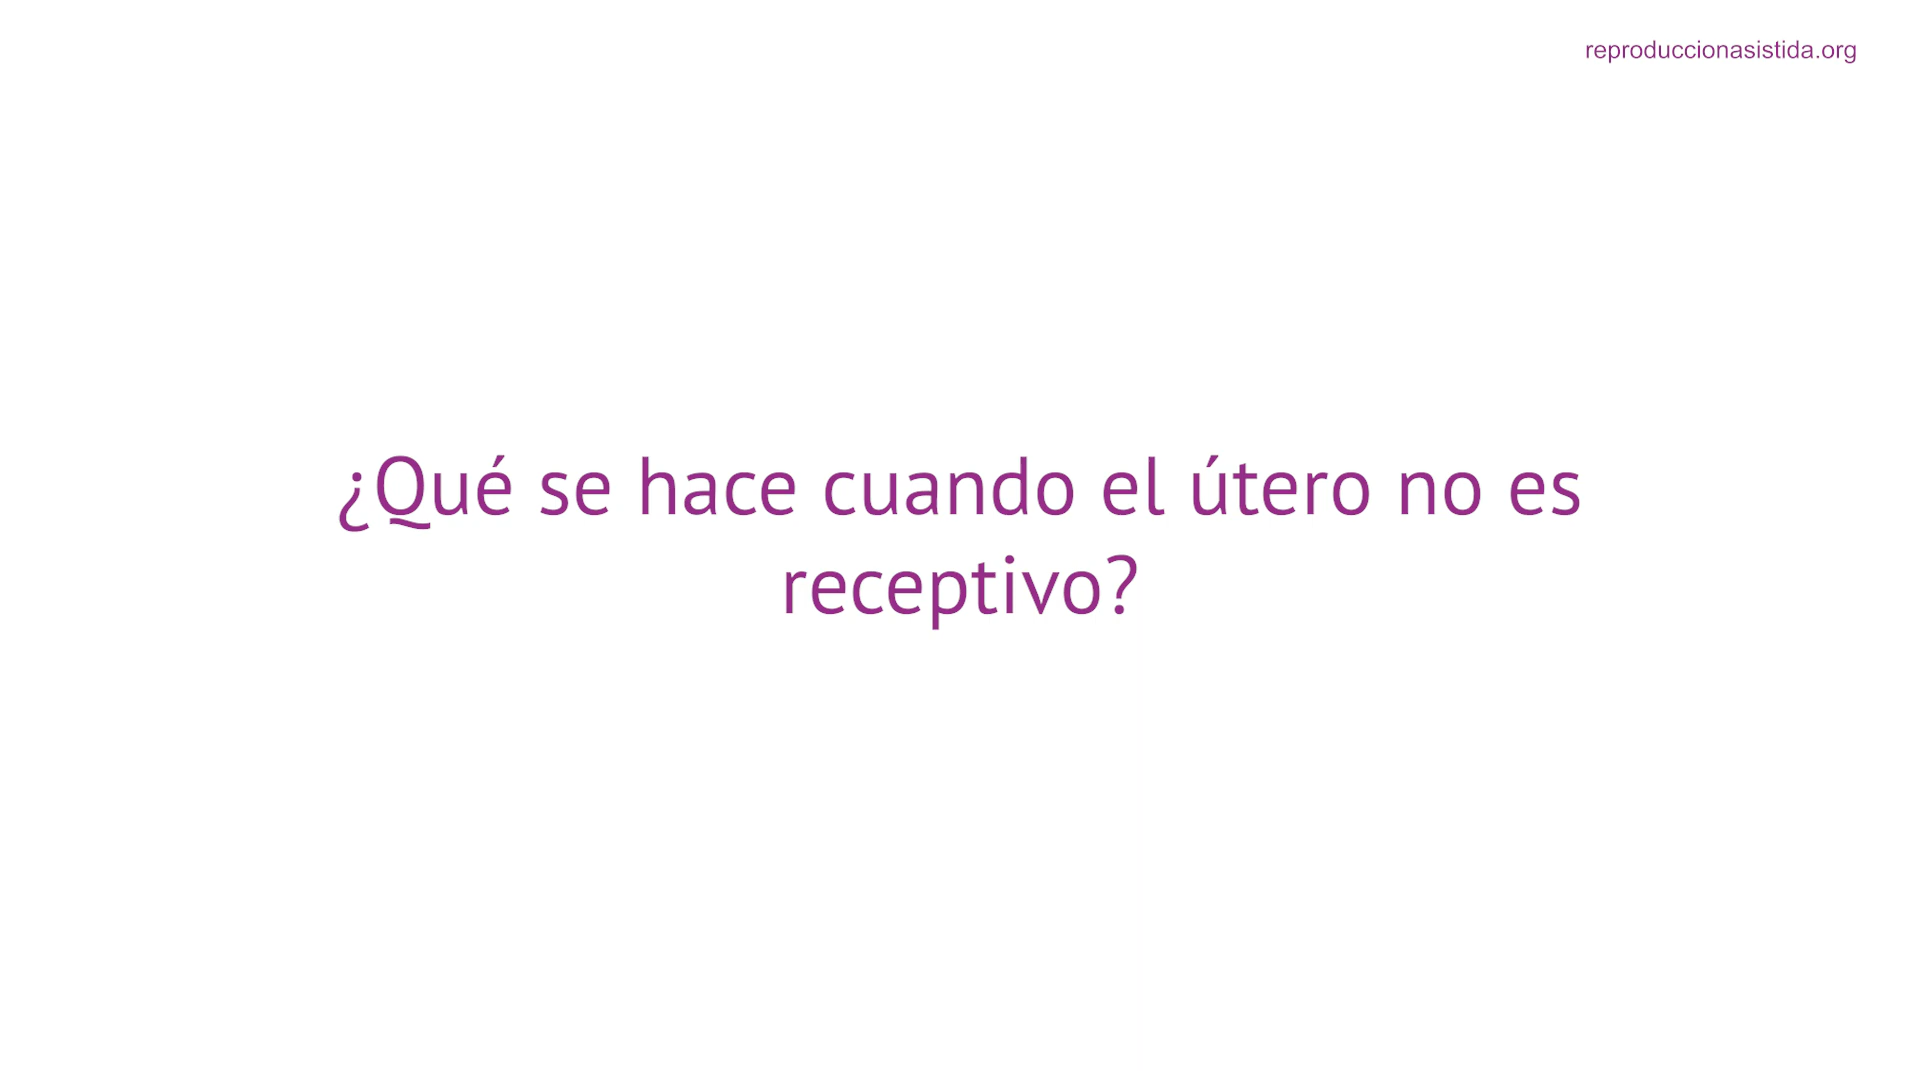 reproduccionasistida.org
¿Qué se hace cuando el útero no es
receptivo?